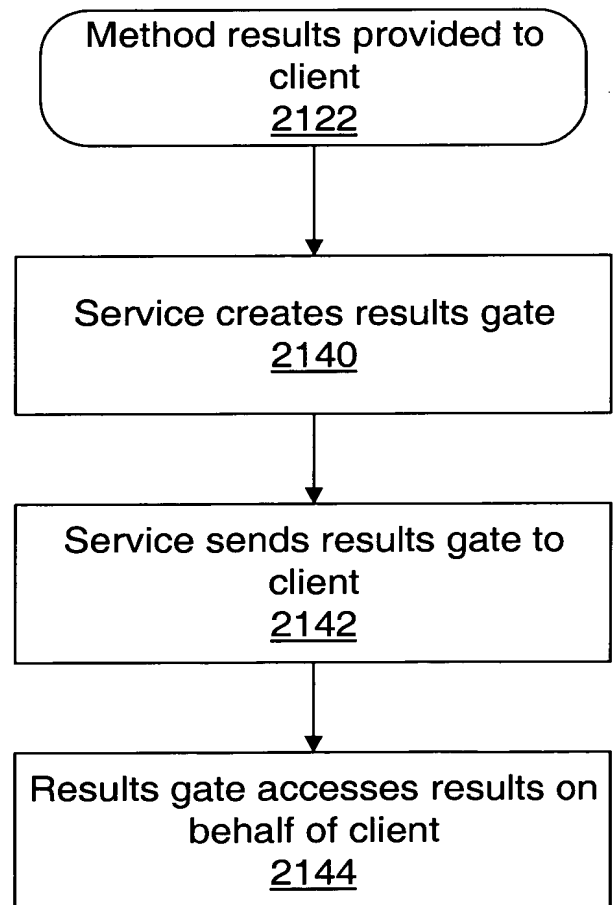 Method results provided to
client
2122
Service creates results gate
2140
Service sends results gate to
client
2142
Results gate accesses results on
behalf of client
2144